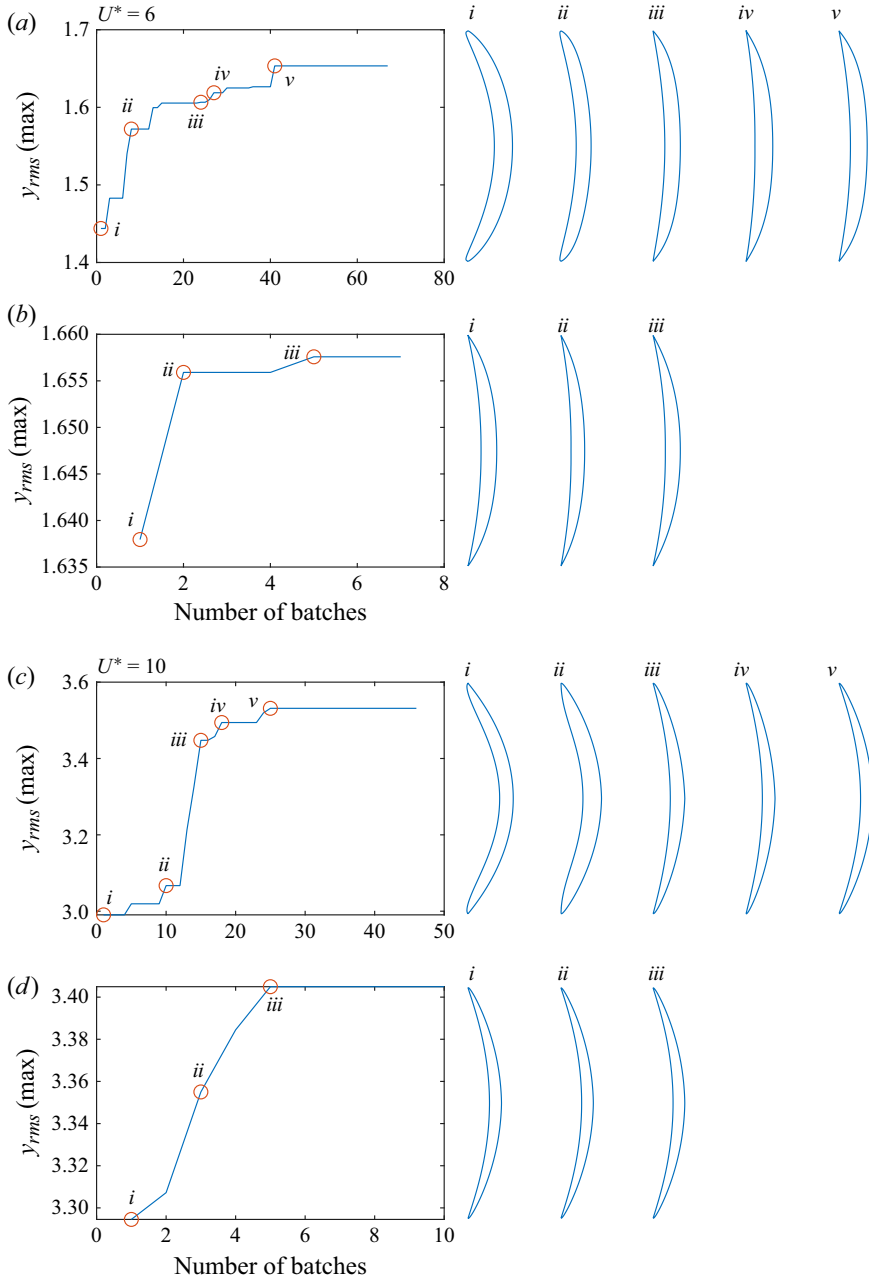 (a) U* = 6
i ii iii iv v
1.7
1.6
1.5
1.4
y_rms (max)
i
ii
iii
iv
v
0 20 40 60 80
(b)
i ii iii
1.660
1.655
1.650
1.645
1.640
1.635
y_rms (max)
i
ii
iii
0 2 4 6 8
Number of batches
(c) U* = 10
i ii iii iv v
3.6
3.4
3.2
3.0
y_rms (max)
i
ii
iii
iv
v
0 10 20 30 40 50
(d)
i ii iii
3.40
3.36
3.32
3.30
y_rms (max)
i
ii
iii
0 2 4 6 8 10
Number of batches